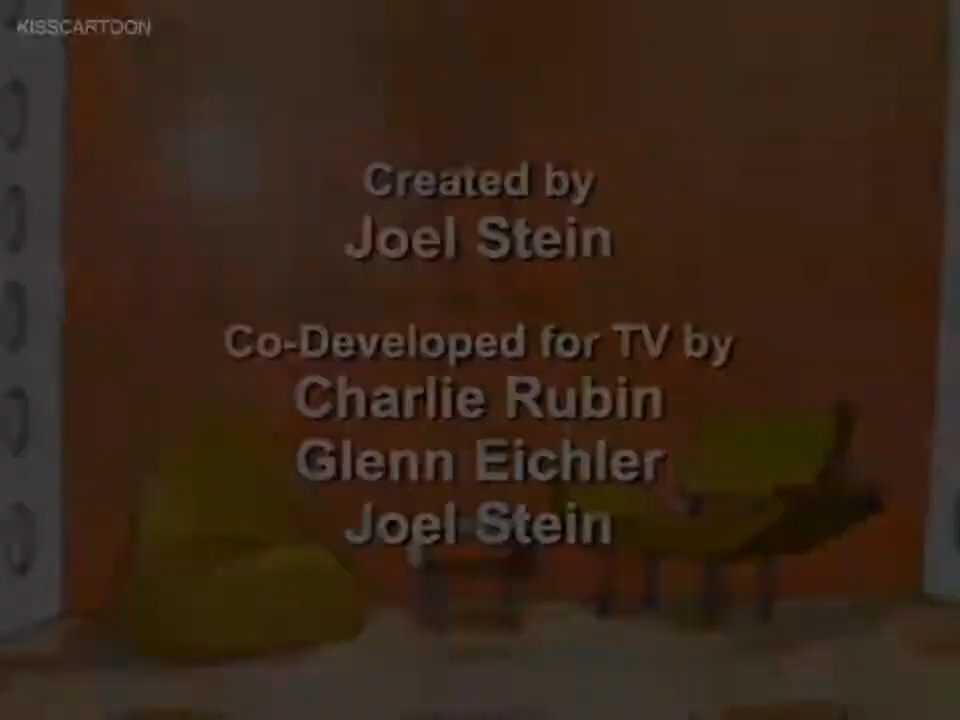 KISSCARTOON
Created by
Joel Stein
Co-Developed for TV by
Charlie Rubin
Glenn Eichler
Joel Stein